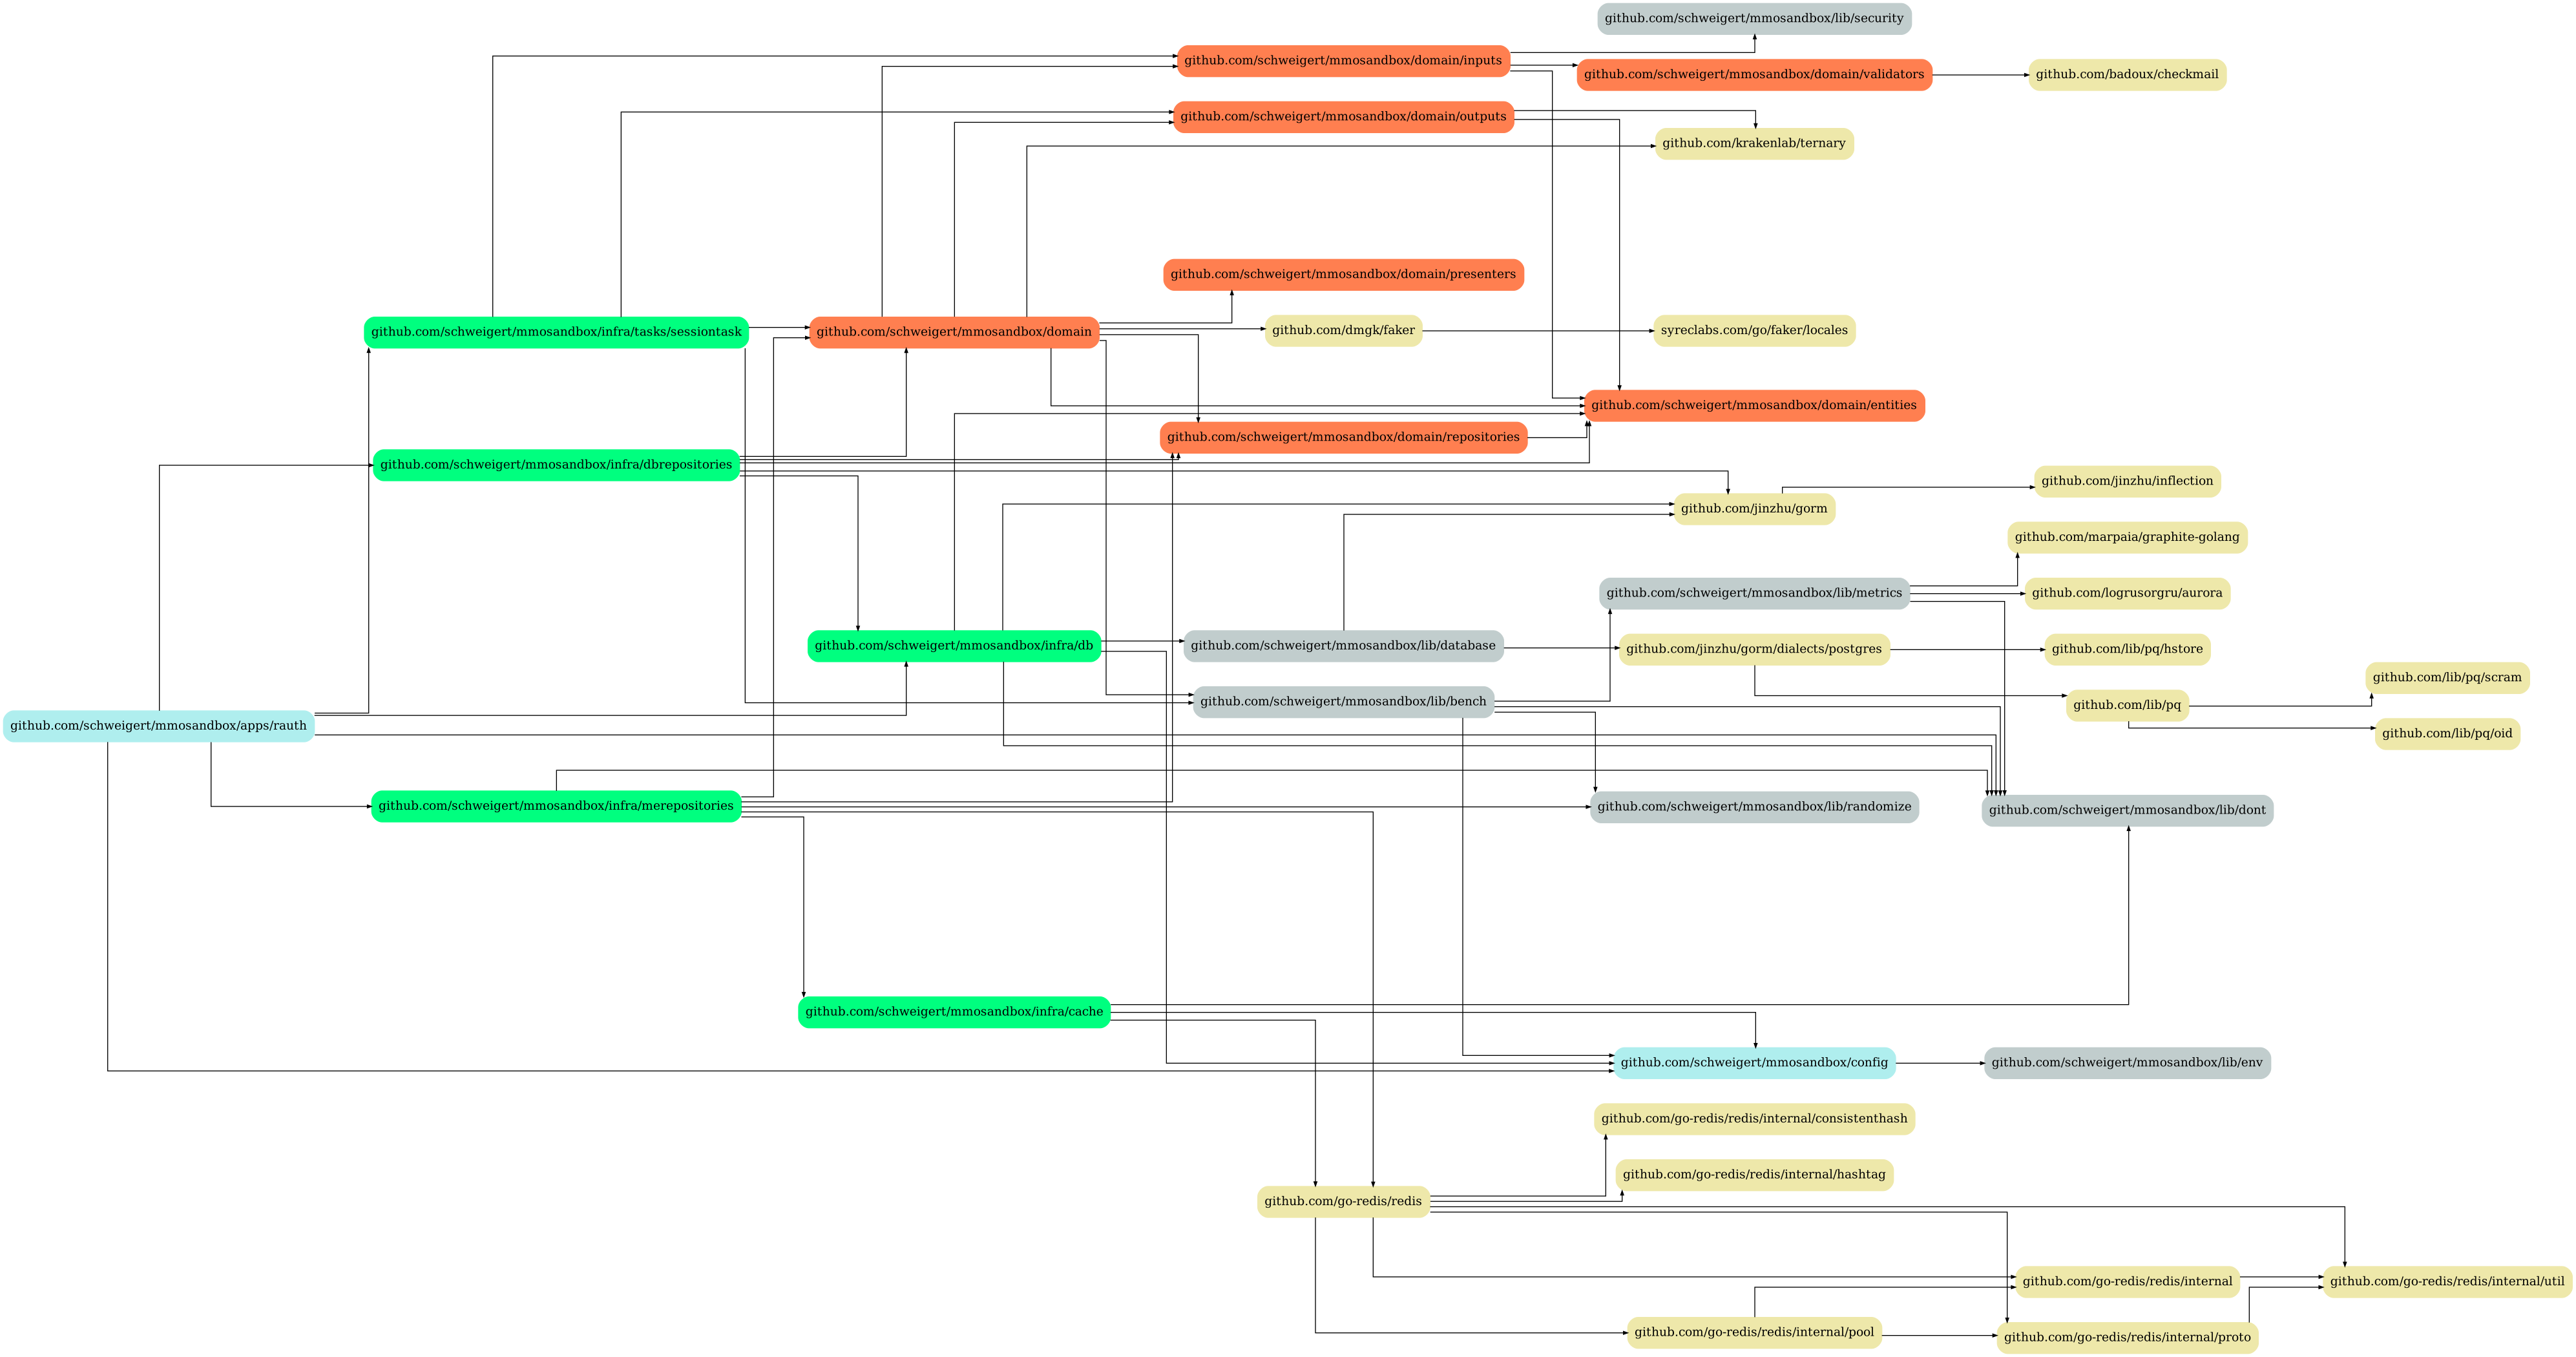 github.com/schweigert/mmosandbox/lib/security
github.com/schweigert/mmosandbox/domain/inputs
github.com/schweigert/mmosandbox/domain/validators
github.com/badoux/checkmail
github.com/schweigert/mmosandbox/domain/outputs
github.com/krakenlab/ternary
github.com/schweigert/mmosandbox/domain/presenters
github.com/schweigert/mmosandbox/infra/tasks/sessiontask
github.com/schweigert/mmosandbox/domain
github.com/dmgk/faker
syreclabs.com/go/faker/locales
github.com/schweigert/mmosandbox/domain/entities
github.com/schweigert/mmosandbox/domain/repositories
github.com/schweigert/mmosandbox/infra/dbrepositories
github.com/jinzhu/inflection
github.com/jinzhu/gorm
github.com/marpaia/graphite-golang
github.com/schweigert/mmosandbox/lib/metrics
github.com/logrusorgru/aurora
github.com/schweigert/mmosandbox/infra/db
github.com/schweigert/mmosandbox/lib/database
github.com/jinzhu/gorm/dialects/postgres
github.com/lib/pq/hstore
github.com/lib/pq/scram
github.com/schweigert/mmosandbox/lib/bench
github.com/lib/pq
github.com/schweigert/mmosandbox/apps/rauth
github.com/lib/pq/oid
github.com/schweigert/mmosandbox/infra/merepositories
github.com/schweigert/mmosandbox/lib/randomize
github.com/schweigert/mmosandbox/lib/dont
github.com/schweigert/mmosandbox/infra/cache
github.com/schweigert/mmosandbox/config
github.com/schweigert/mmosandbox/lib/env
github.com/go-redis/redis/internal/consistenthash
github.com/go-redis/redis/internal/hashtag
github.com/go-redis/redis
github.com/go-redis/redis/internal
github.com/go-redis/redis/internal/util
github.com/go-redis/redis/internal/pool
github.com/go-redis/redis/internal/proto